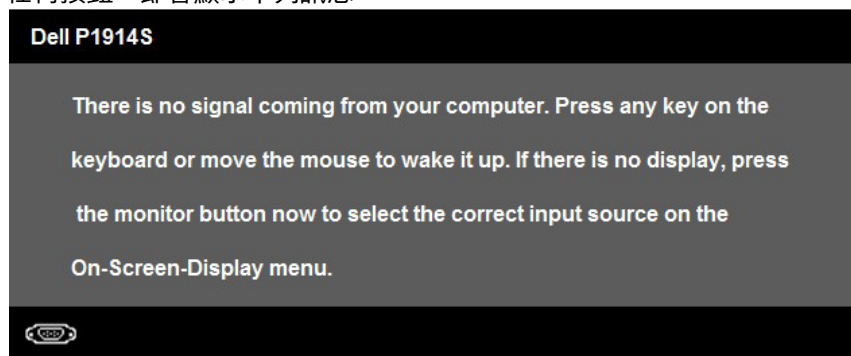 Dell P1914S
There is no signal coming from your computer. Press any key on the
keyboard or move the mouse to wake it up. If there is no display, press
the monitor button now to select the correct input source on the
On-Screen-Display menu.